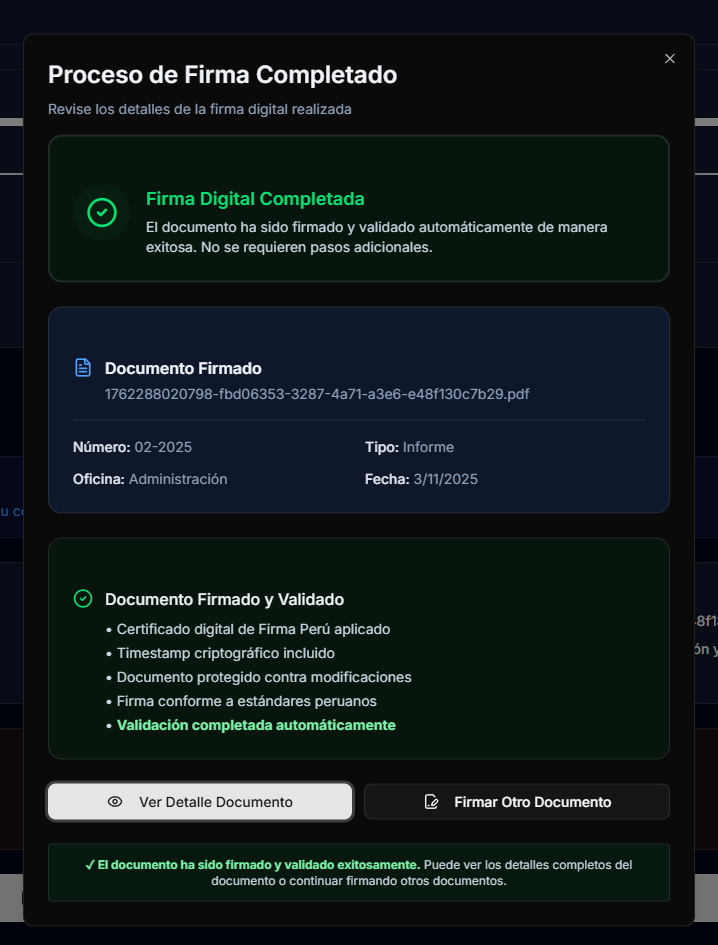 Proceso de Firma Completado
Revise los detalles de la firma digital realizada
Firma Digital Completada
El documento ha sido firmado y validado automáticamente de manera
exitosa. No se requieren pasos adicionales.
Documento Firmado
1762288020798-fbd06353-3287-4a71-a3e6-e48f130c7b29.pdf
Número: 02-2025
Tipo: Informe
Oficina: Administración
Fecha: 3/11/2025
Documento Firmado y Validado
• Certificado digital de Firma Perú aplicado
• Timestamp criptográfico incluido
• Documento protegido contra modificaciones
• Firma conforme a estándares peruanos
• Validación completada automáticamente
Ver Detalle Documento
Firmar Otro Documento
✓ El documento ha sido firmado y validado exitosamente. Puede ver los detalles completos del
documento o continuar firmando otros documentos.